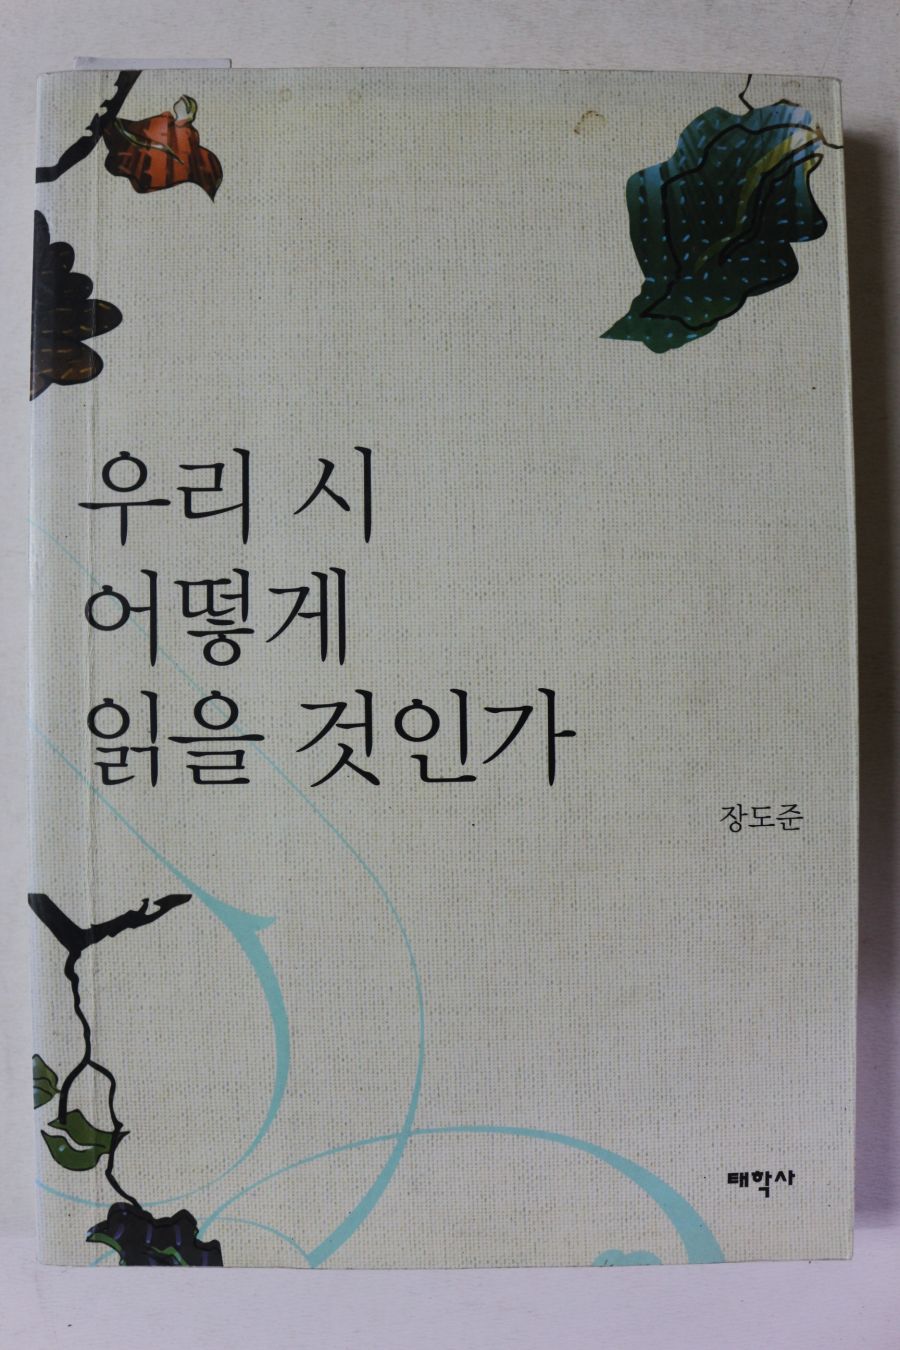 우리 시
어떻게
읽을 것인가
장도준
태학사